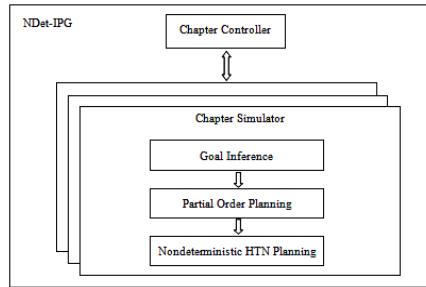 NDet-IPG
Chapter Controller
Chapter Simulator
Goal Inference
Partial Order Planning
Nondeterministic HTN Planning